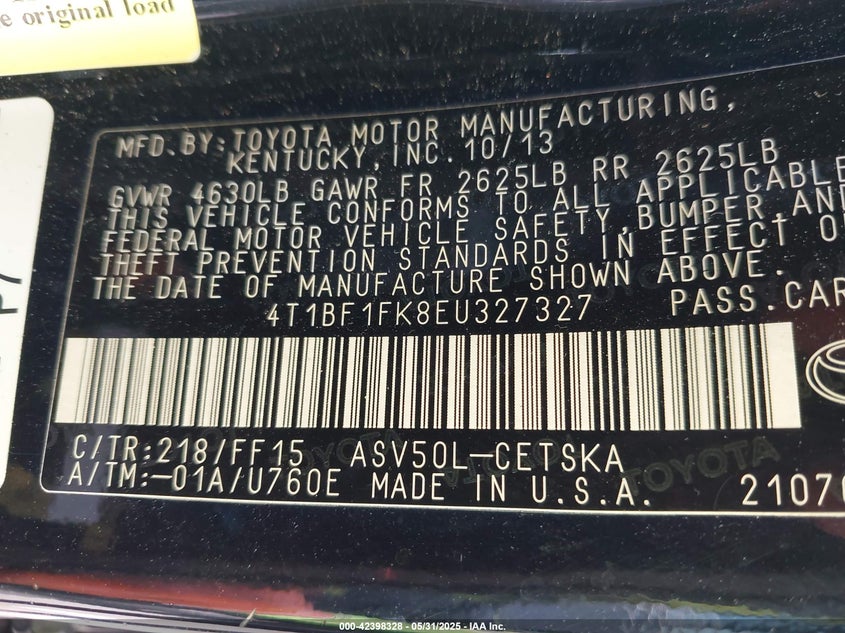 e original load
MFD. BY: TOYOTA MOTOR MANUFACTURING,
KENTUCKY, INC. 10/13
GVWR 4630LB GAWR FR 2625LB RR 2625LB
THIS VEHICLE CONFORMS TO ALL APPLICABLE
FEDERAL MOTOR VEHICLE SAFETY, BUMPER, AND
THEFT PREVENTION STANDARDS IN EFFECT O
THE DATE OF MANUFACTURE SHOWN ABOVE.
4T1BF1FK8EU327327 PASS. CAR
C/TR: 218/FF15 ASV50L-CETSKA
A/TM: -01A/U760E MADE IN U.S.A. 2107
TOYOTA
000-42398328 - 05/31/2025 - IAA Inc.